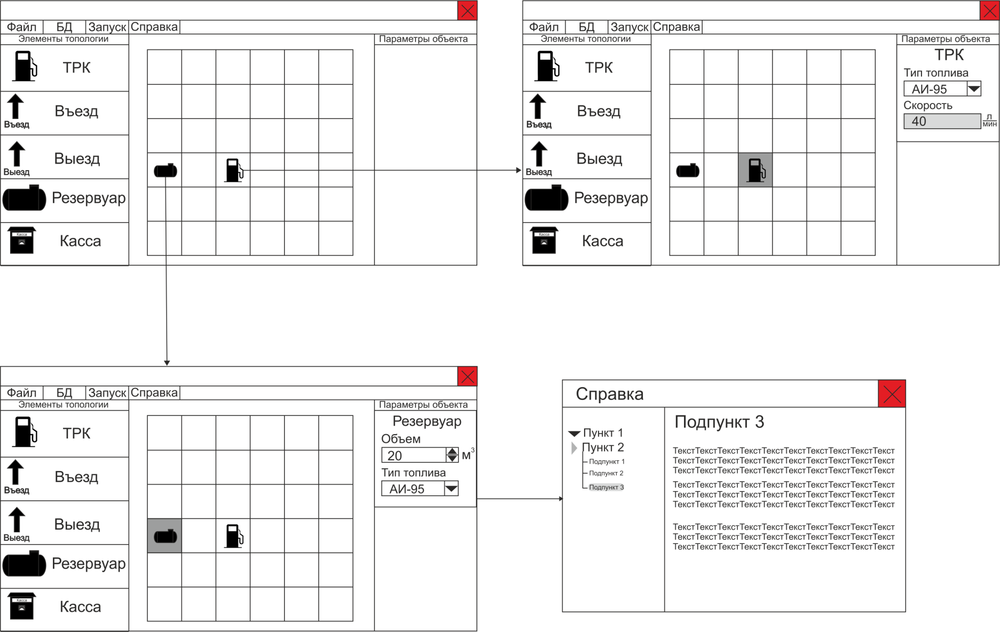 Файл БД Запуск Справка
Элементы топологии
ТРК
Въезд
Въезд
Выезд
Выезд
Резервуар
Касса
Касса
Параметры объекта
Файл БД Запуск Справка
Элементы топологии
ТРК
Въезд
Въезд
Выезд
Выезд
Резервуар
Касса
Касса
Параметры объекта
ТРК
Тип топлива
АИ-95
Скорость
40 л/мин
Файл БД Запуск Справка
Элементы топологии
ТРК
Въезд
Въезд
Выезд
Выезд
Резервуар
Касса
Касса
Параметры объекта
Резервуар
Объем
20 м³
Тип топлива
АИ-95
Справка
Пункт 1
Пункт 2
Подпункт 1
Подпункт 2
Подпункт 3
Подпункт 3
ТекстТекстТекстТекстТекстТекстТекстТекстТекстТекст
ТекстТекстТекстТекстТекстТекстТекстТекстТекстТекст
ТекстТекстТекстТекстТекстТекстТекстТекстТекстТекст
ТекстТекстТекстТекстТекстТекстТекстТекстТекстТекст
ТекстТекстТекстТекстТекстТекстТекстТекстТекстТекст
ТекстТекстТекстТекстТекстТекстТекстТекстТекстТекст
ТекстТекстТекстТекстТекстТекстТекстТекстТекстТекст
ТекстТекстТекстТекстТекстТекстТекстТекстТекстТекст
ТекстТекстТекстТекстТекстТекстТекстТекстТекстТекст